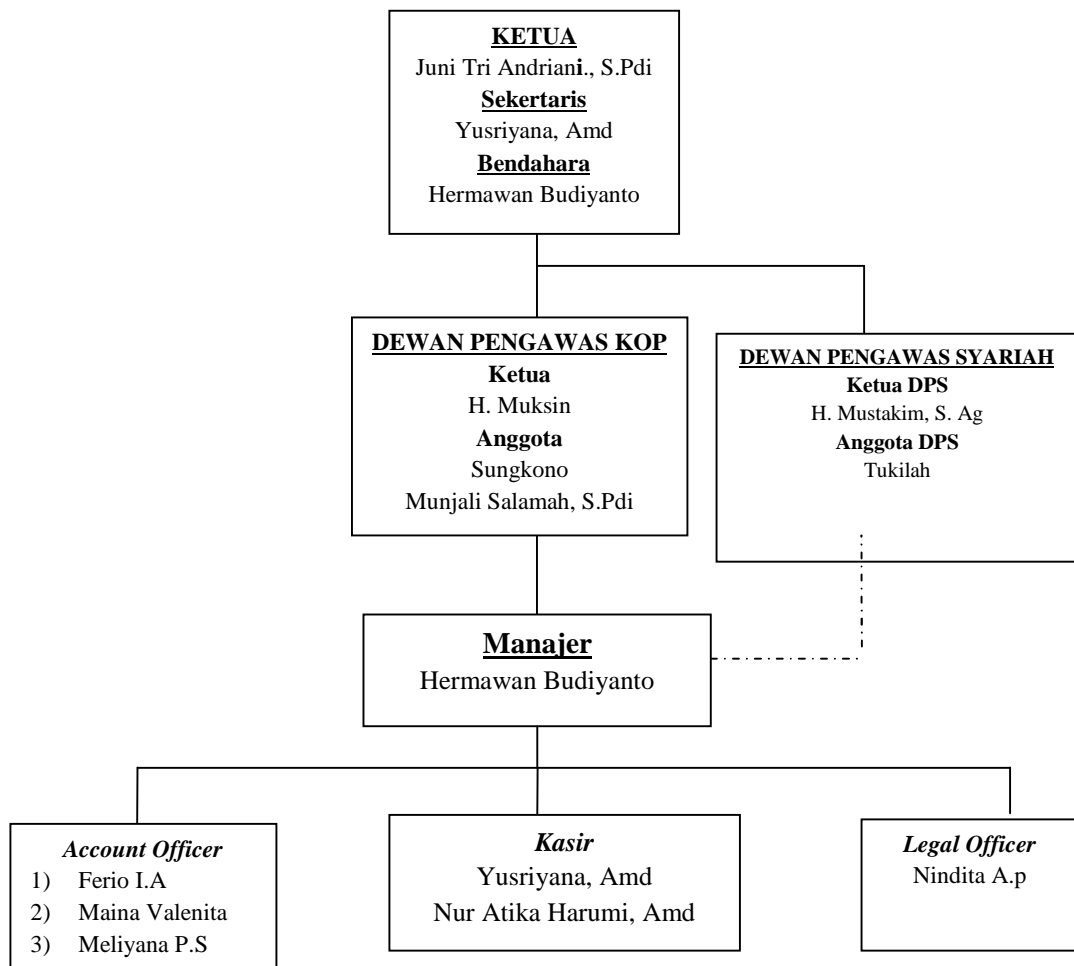 KETUA
Juni Tri Andriani., S.Pdi
Sekertaris
Yusriyana, Amd
Bendahara
Hermawan Budiyanto
DEWAN PENGAWAS KOP
Ketua
H. Muksin
Anggota
Sungkono
Munjali Salamah, S.Pdi
DEWAN PENGAWAS SYARIAH
Ketua DPS
H. Mustakim, S. Ag
Anggota DPS
Tukilah
Manajer
Hermawan Budiyanto
Account Officer
1) Ferio I.A
2) Maina Valenita
3) Meliyana P.S
Kasir
Yusriyana, Amd
Nur Atika Harumi, Amd
Legal Officer
Nindita A.p